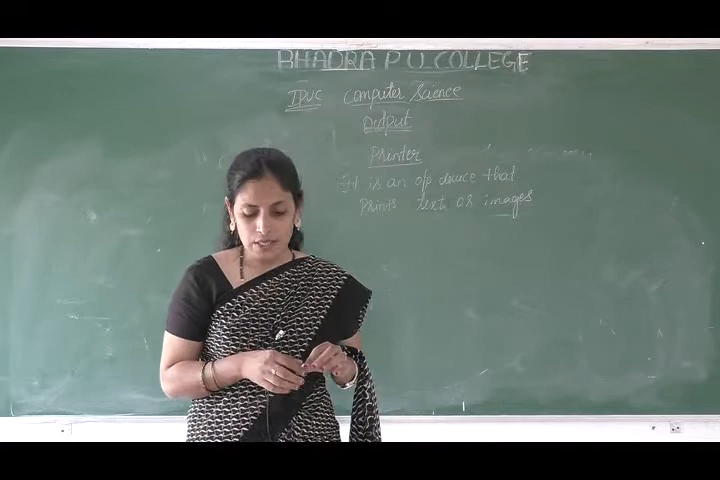 BHADRA P U COLLEGE
IPUC Computer Science
Output
Printer
It is an o/p device that
Prints text or images